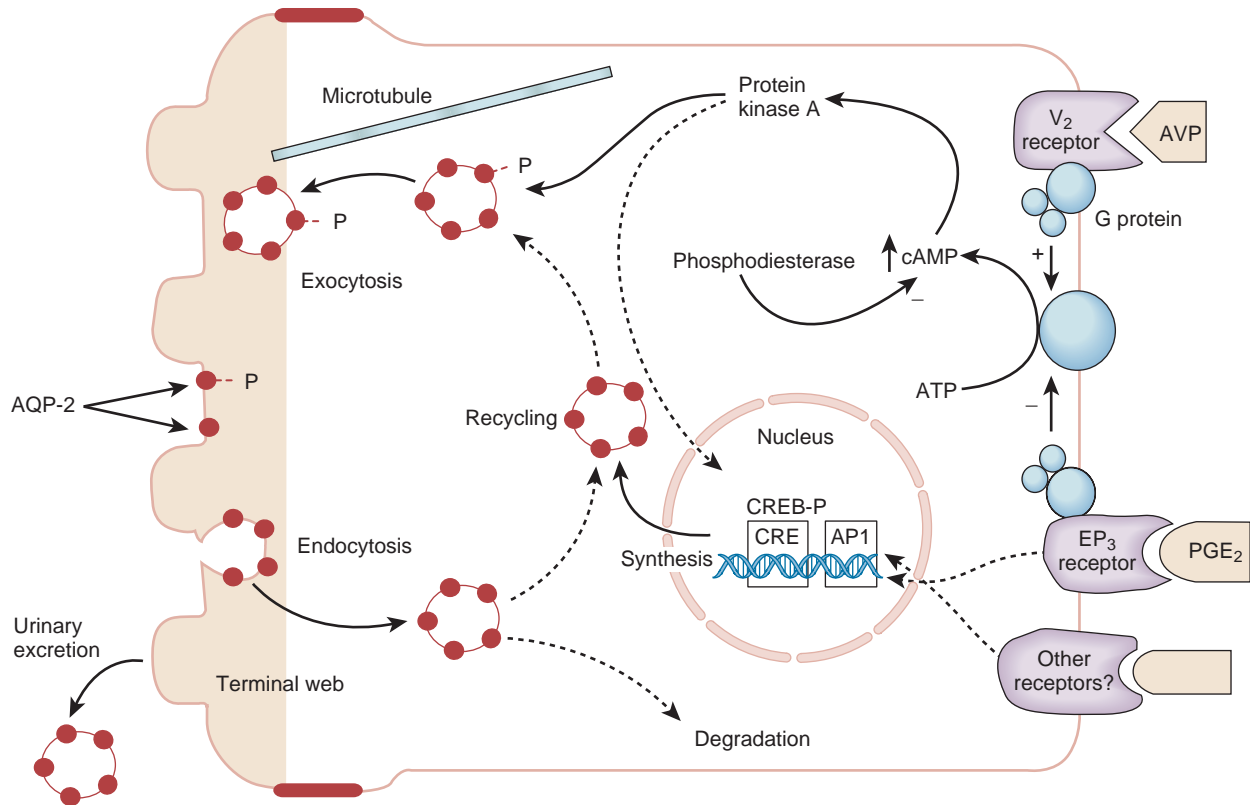 Microtubule
Protein
kinase A
V2
receptor
AVP
G protein
P
P
Exocytosis
Phosphodiesterase
cAMP
+
−
AQP-2
P
ATP
−
Recycling
Nucleus
CREB-P
CRE
AP1
Synthesis
EP3
receptor
PGE2
Endocytosis
Urinary
excretion
Terminal web
Other
receptors?
Degradation